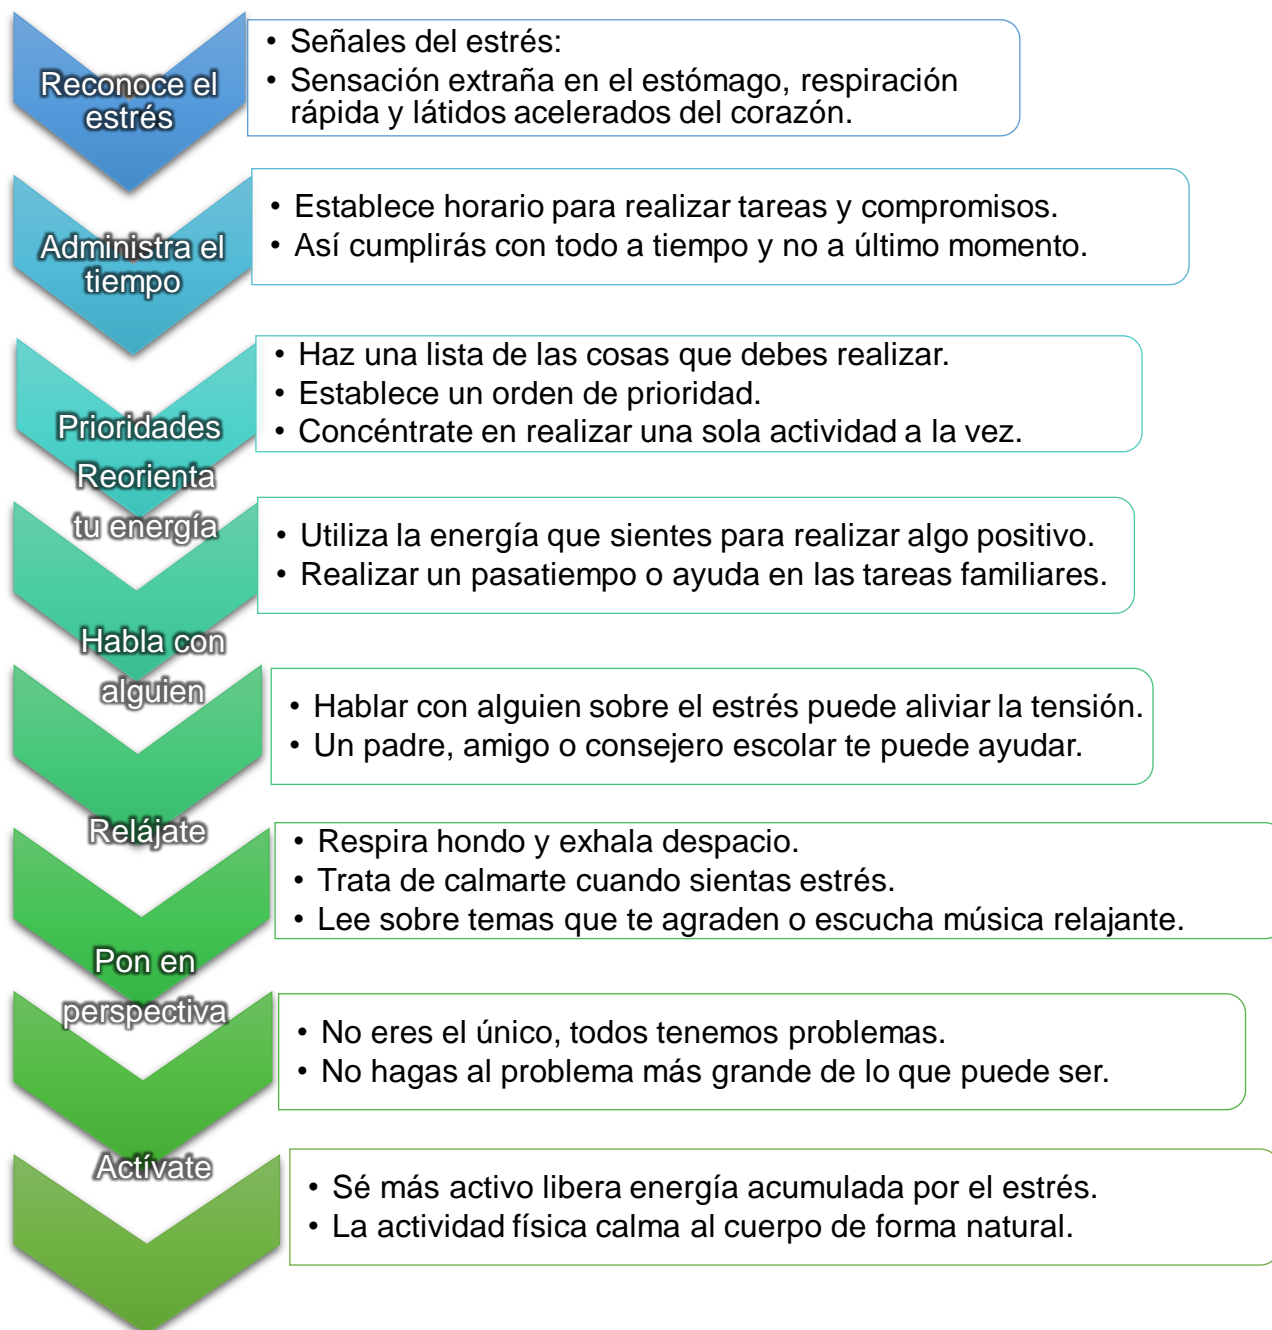 Reconoce el
estrés
• Señales del estrés:
• Sensación extraña en el estómago, respiración
rápida y látidos acelerados del corazón.
Administra el
tiempo
• Establece horario para realizar tareas y compromisos.
• Así cumplirás con todo a tiempo y no a último momento.
Prioridades
• Haz una lista de las cosas que debes realizar.
• Establece un orden de prioridad.
• Concéntrate en realizar una sola actividad a la vez.
Reorienta
tu energía
• Utiliza la energía que sientes para realizar algo positivo.
• Realizar un pasatiempo o ayuda en las tareas familiares.
Habla con
alguien
• Hablar con alguien sobre el estrés puede aliviar la tensión.
• Un padre, amigo o consejero escolar te puede ayudar.
Relájate
• Respira hondo y exhala despacio.
• Trata de calmarte cuando sientas estrés.
• Lee sobre temas que te agraden o escucha música relajante.
Pon en
perspectiva
• No eres el único, todos tenemos problemas.
• No hagas al problema más grande de lo que puede ser.
Actívate
• Sé más activo libera energía acumulada por el estrés.
• La actividad física calma al cuerpo de forma natural.